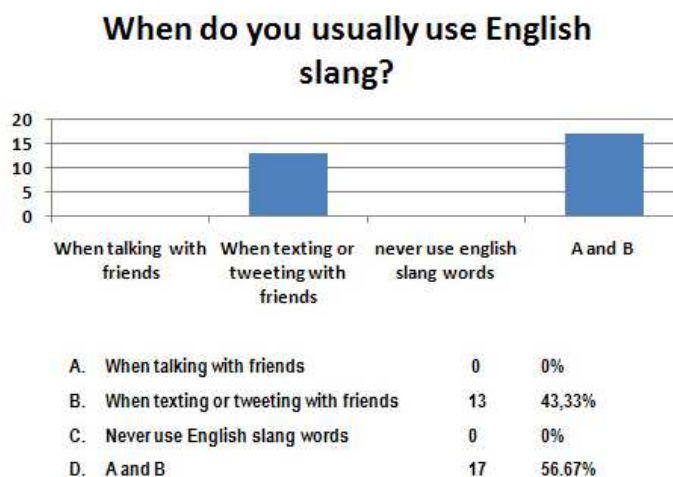 When do you usually use English
slang?
20
15
10
5
0
When talking with
friends
When texting or
tweeting with
friends
never use english
slang words
A and B
A. When talking with friends 0 0%
B. When texting or tweeting with friends 13 43,33%
C. Never use English slang words 0 0%
D. A and B 17 56.67%